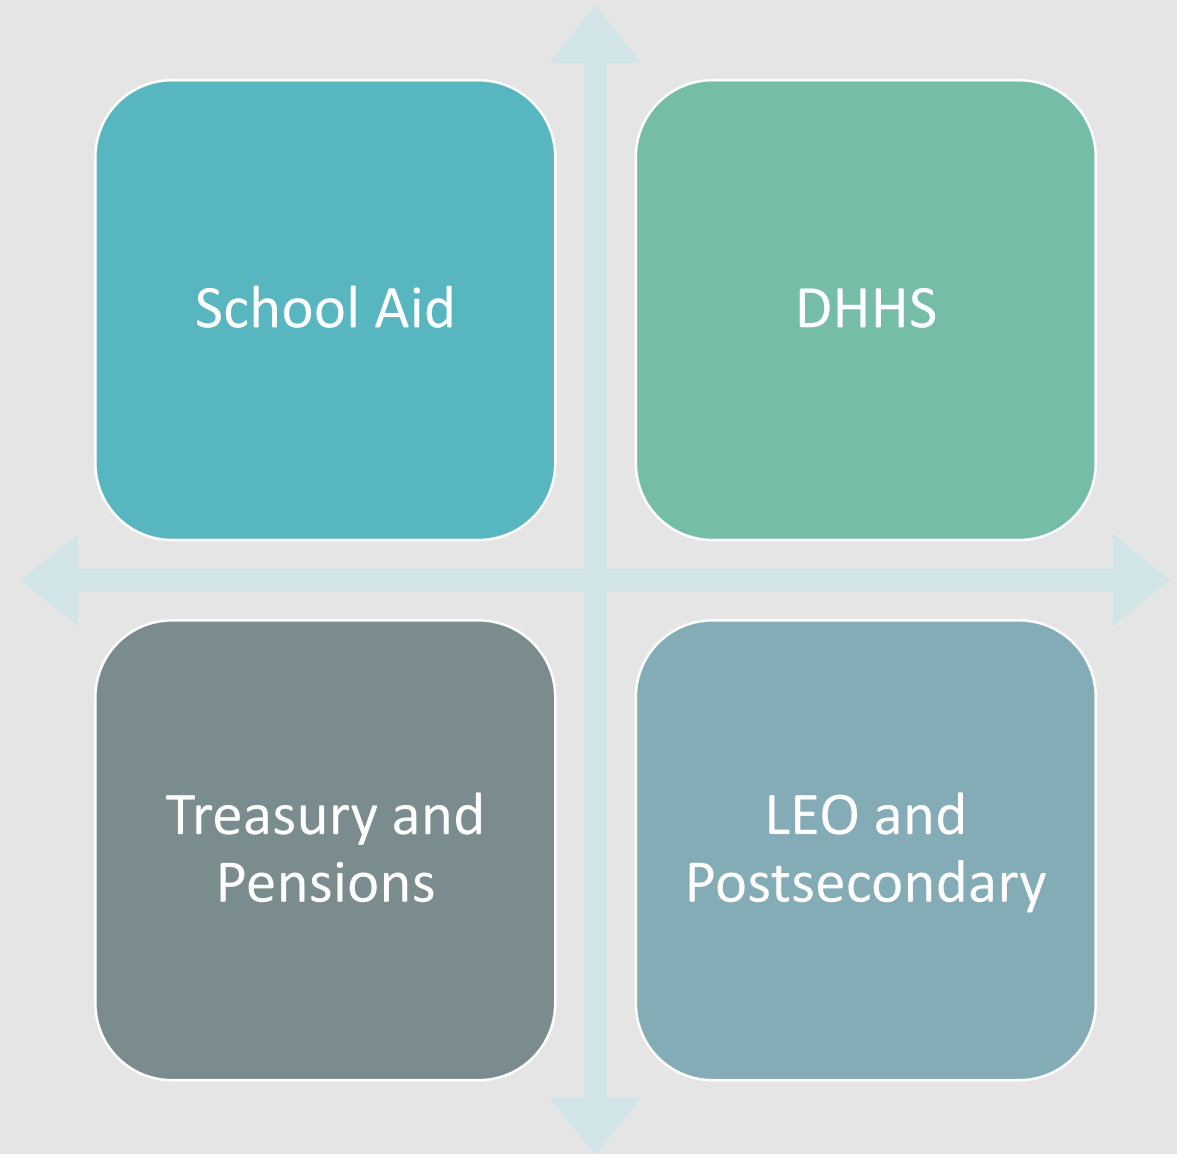 School Aid
DHHS
Treasury and
Pensions
LEO and
Postsecondary